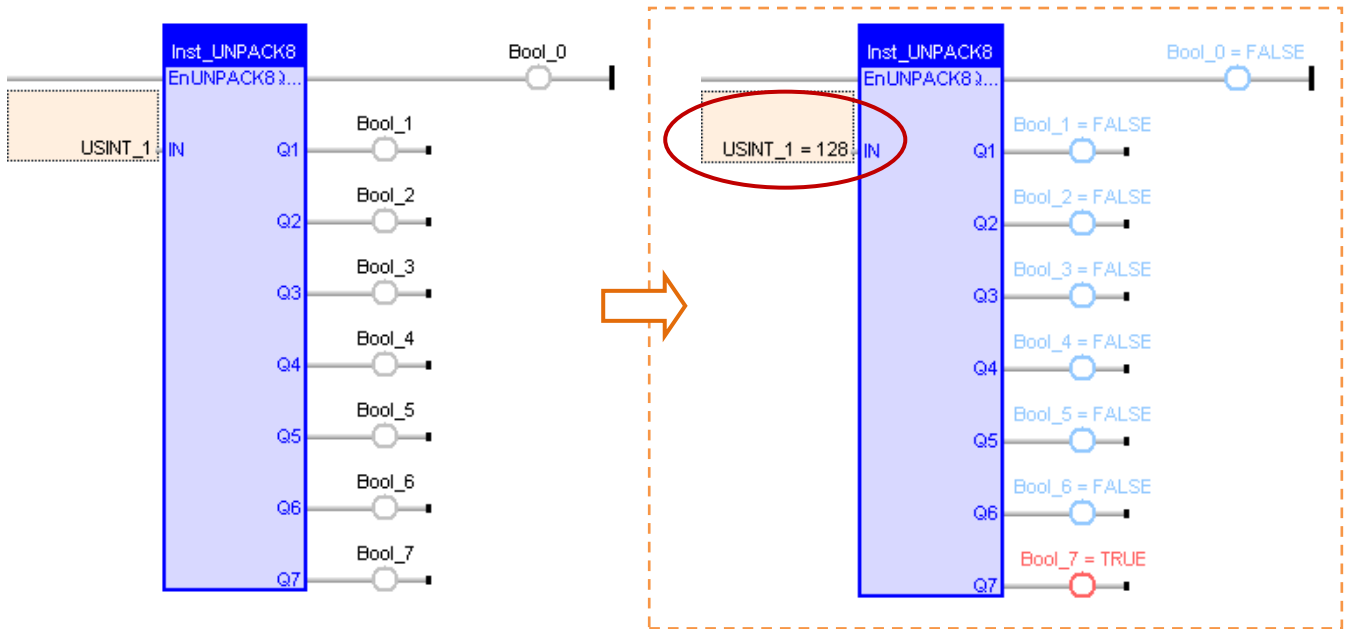 Inst_UNPACK8
Bool_0
EnUNPACK8
Bool_1
USINT_1
IN
Q1
Bool_2
Q2
Bool_3
Q3
Bool_4
Q4
Bool_5
Q5
Bool_6
Q6
Bool_7
Q7
Inst_UNPACK8
Bool_0 = FALSE
EnUNPACK8
Bool_1 = FALSE
USINT_1 = 128
IN
Q1
Bool_2 = FALSE
Q2
Bool_3 = FALSE
Q3
Bool_4 = FALSE
Q4
Bool_5 = FALSE
Q5
Bool_6 = FALSE
Q6
Bool_7 = TRUE
Q7